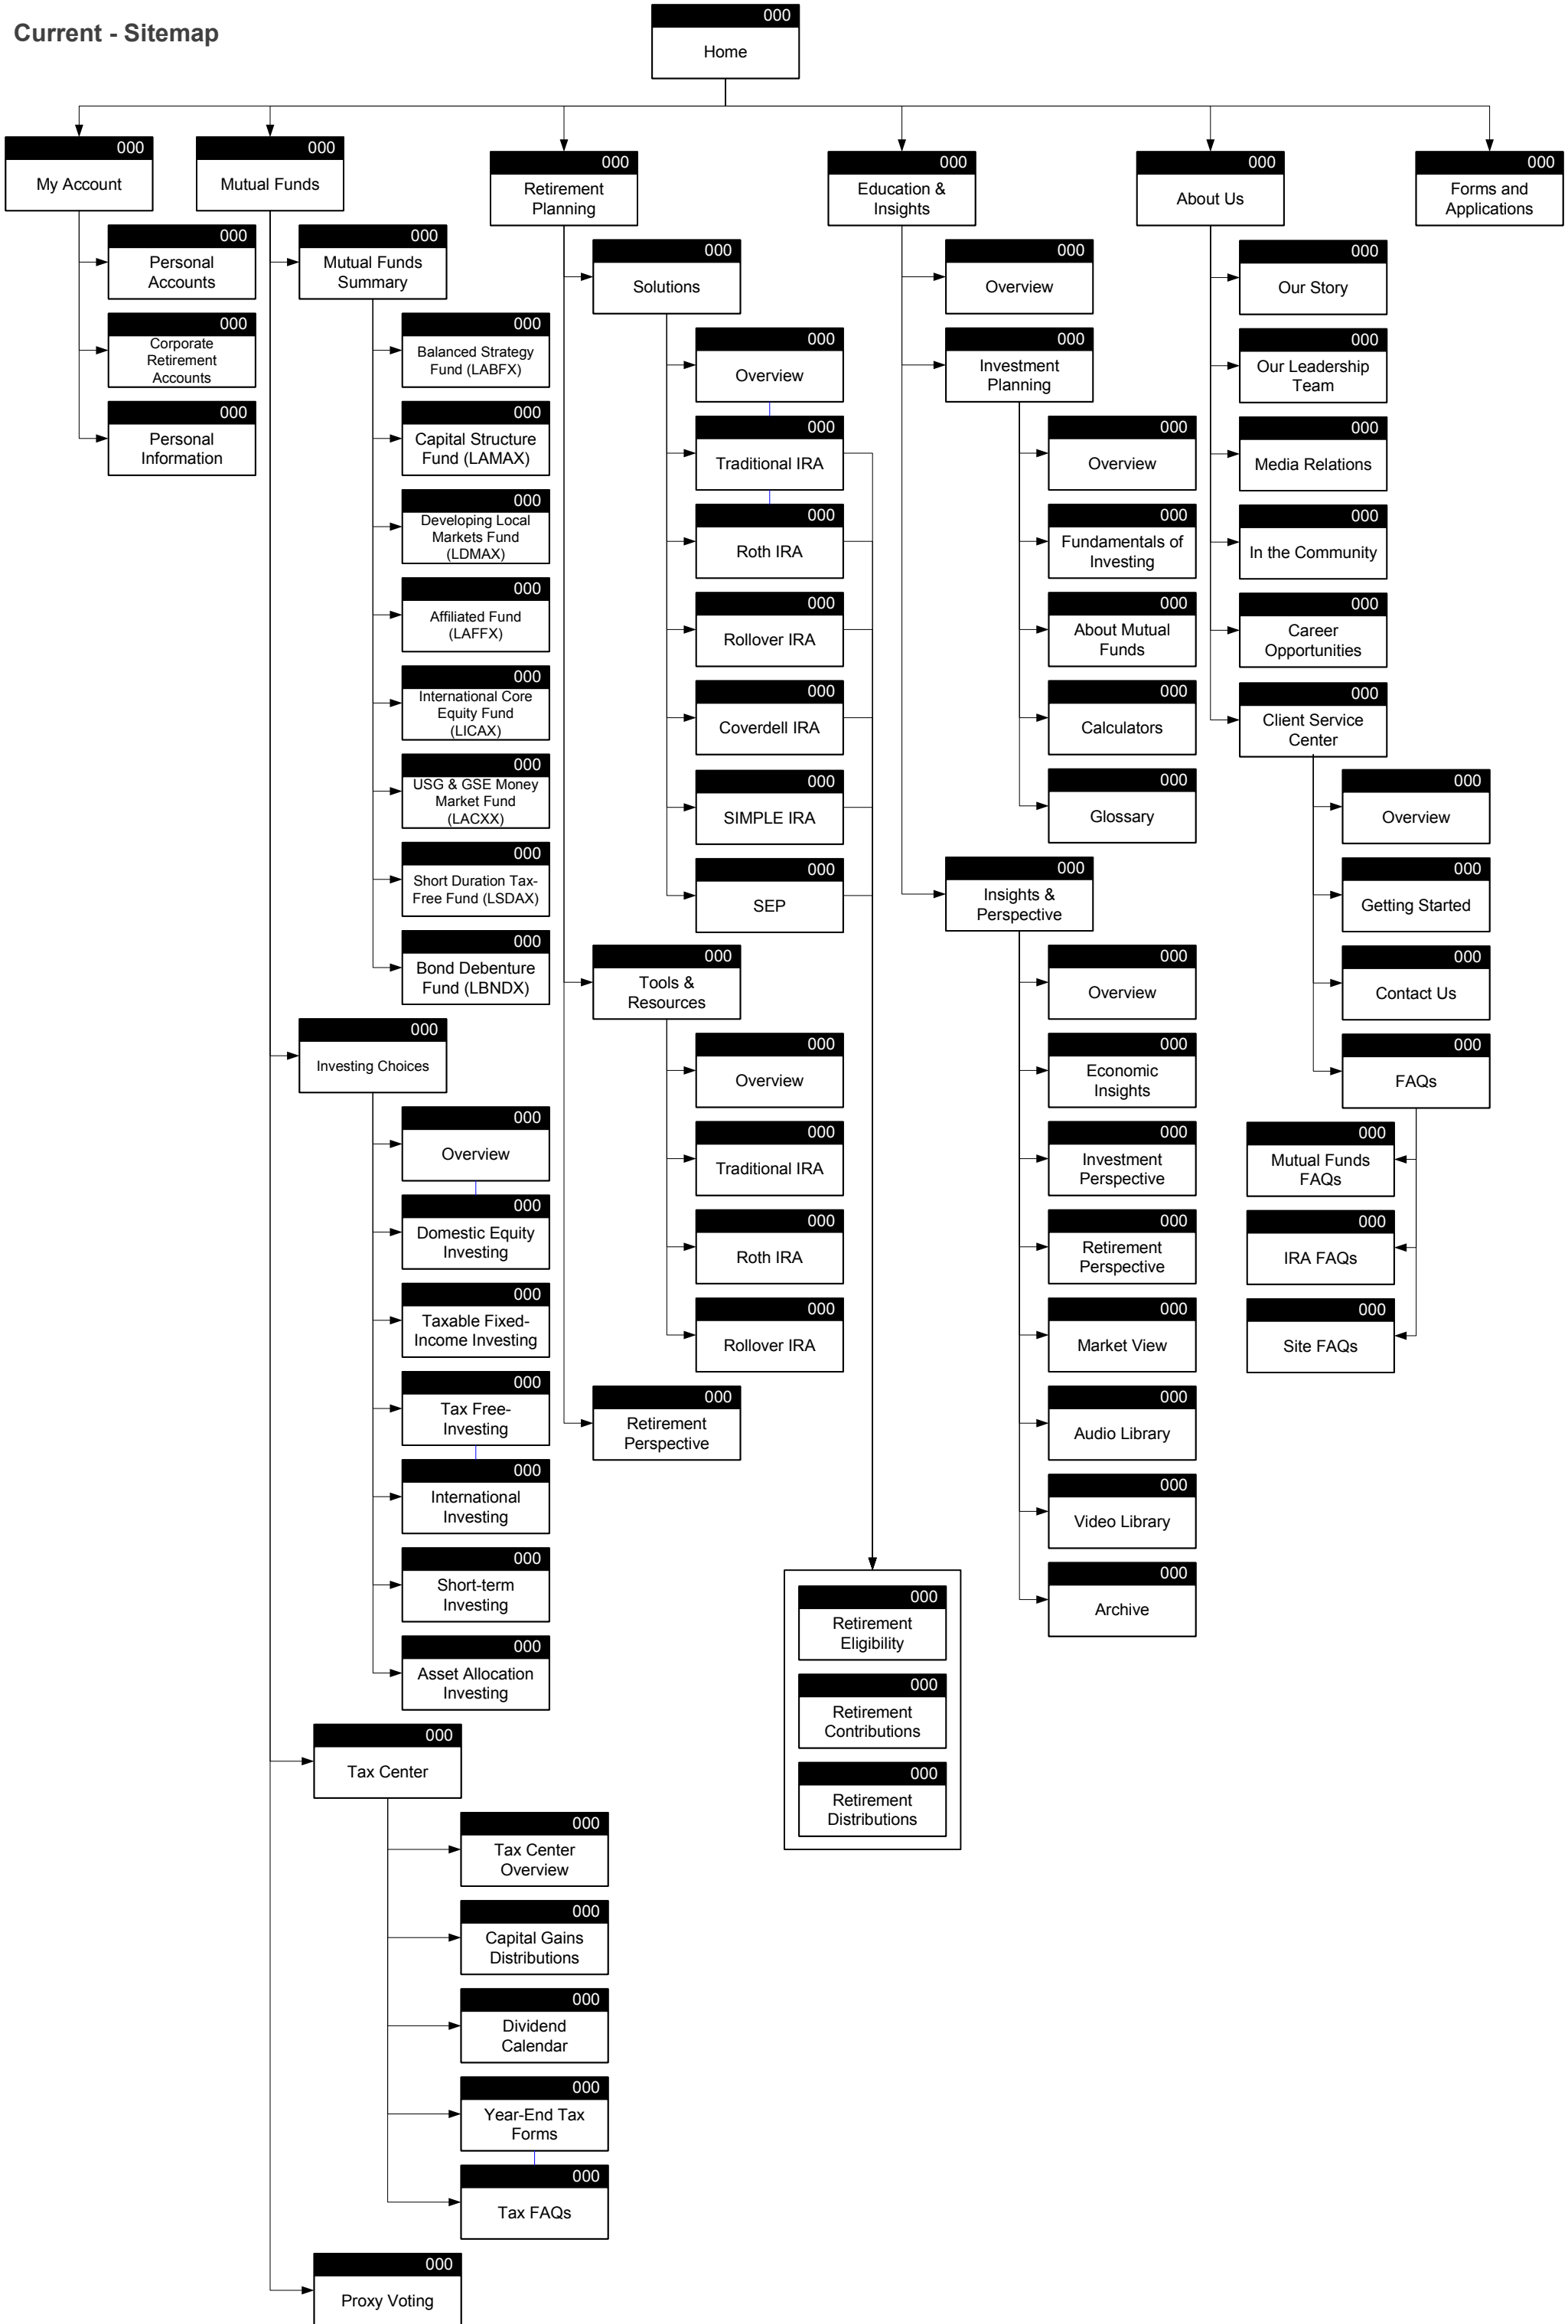 Current - Sitemap
000
Home
000
My Account
000
Personal
Accounts
000
Corporate
Retirement
Accounts
000
Personal
Information
000
Mutual Funds
000
Mutual Funds
Summary
000
Balanced Strategy
Fund (LABFX)
000
Capital Structure
Fund (LAMAX)
000
Developing Local
Markets Fund
(LDMAX)
000
Affiliated Fund
(LAFFX)
000
International Core
Equity Fund
(LICAX)
000
USG & GSE Money
Market Fund
(LACXX)
000
Short Duration Tax-
Free Fund (LSDAX)
000
Bond Debenture
Fund (LBNDX)
000
Investing Choices
000
Overview
000
Domestic Equity
Investing
000
Taxable Fixed-
Income Investing
000
Tax Free-
Investing
000
International
Investing
000
Short-term
Investing
000
Asset Allocation
Investing
000
Tax Center
000
Tax Center
Overview
000
Capital Gains
Distributions
000
Dividend
Calendar
000
Year-End Tax
Forms
000
Tax FAQs
000
Proxy Voting
000
Retirement
Planning
000
Solutions
000
Overview
000
Traditional IRA
000
Roth IRA
000
Rollover IRA
000
Coverdell IRA
000
SIMPLE IRA
000
SEP
000
Tools &
Resources
000
Overview
000
Traditional IRA
000
Roth IRA
000
Rollover IRA
000
Retirement
Perspective
000
Retirement
Eligibility
000
Retirement
Contributions
000
Retirement
Distributions
000
Education &
Insights
000
Overview
000
Investment
Planning
000
Overview
000
Fundamentals of
Investing
000
About Mutual
Funds
000
Calculators
000
Glossary
000
Insights &
Perspective
000
Overview
000
Economic
Insights
000
Investment
Perspective
000
Retirement
Perspective
000
Market View
000
Audio Library
000
Video Library
000
Archive
000
About Us
000
Our Story
000
Our Leadership
Team
000
Media Relations
000
In the Community
000
Career
Opportunities
000
Client Service
Center
000
Overview
000
Getting Started
000
Contact Us
000
FAQs
000
Mutual Funds
FAQs
000
IRA FAQs
000
Site FAQs
000
Forms and
Applications